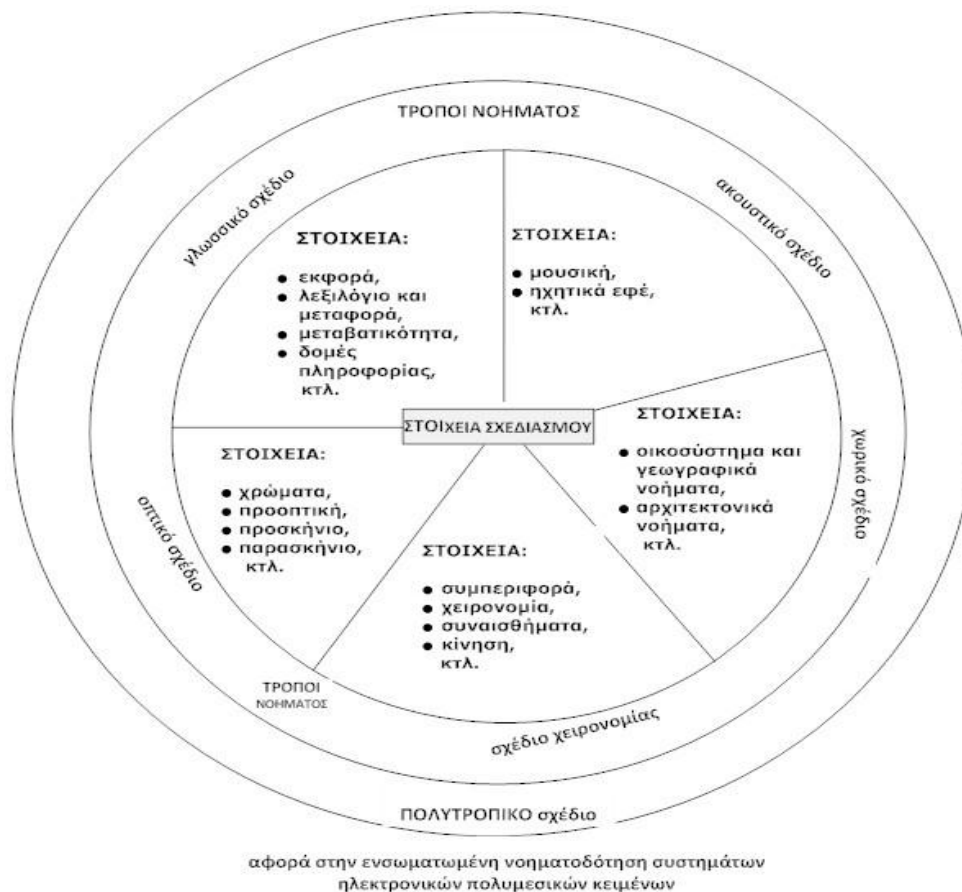 ΤΡΟΠΟΙ ΝΟΗΜΑΤΟΣ
γλωσσικό σχέδιο
ΣΤΟΙΧΕΙΑ:
● εκφορά,
● λεξιλόγιο και
μεταφορά,
● μεταβατικότητα,
● δομές
πληροφορίας,
κτλ.
ακουστικό σχέδιο
ΣΤΟΙΧΕΙΑ:
● μουσική,
● ηχητικά εφέ,
κτλ.
ΣΤΟΙΧΕΙΑ ΣΧΕΔΙΑΣΜΟΥ
χωρικό σχέδιο
ΣΤΟΙΧΕΙΑ:
● οικοσύστημα και
γεωγραφικά
νοήματα,
● αρχιτεκτονικά
νοήματα,
κτλ.
οπτικό σχέδιο
ΣΤΟΙΧΕΙΑ:
● χρώματα,
● προοπτική,
● προσκήνιο,
● παρασκήνιο,
κτλ.
ΣΤΟΙΧΕΙΑ:
● συμπεριφορά,
● χειρονομία,
● συναισθήματα,
● κίνηση,
κτλ.
ΤΡΟΠΟΙ
ΝΟΗΜΑΤΟΣ
σχέδιο χειρονομίας
ΠΟΛΥΤΡΟΠΙΚΟ σχέδιο
αφορά στην ενσωματωμένη νοηματοδότηση συστημάτων
ηλεκτρονικών πολυμεσικών κειμένων